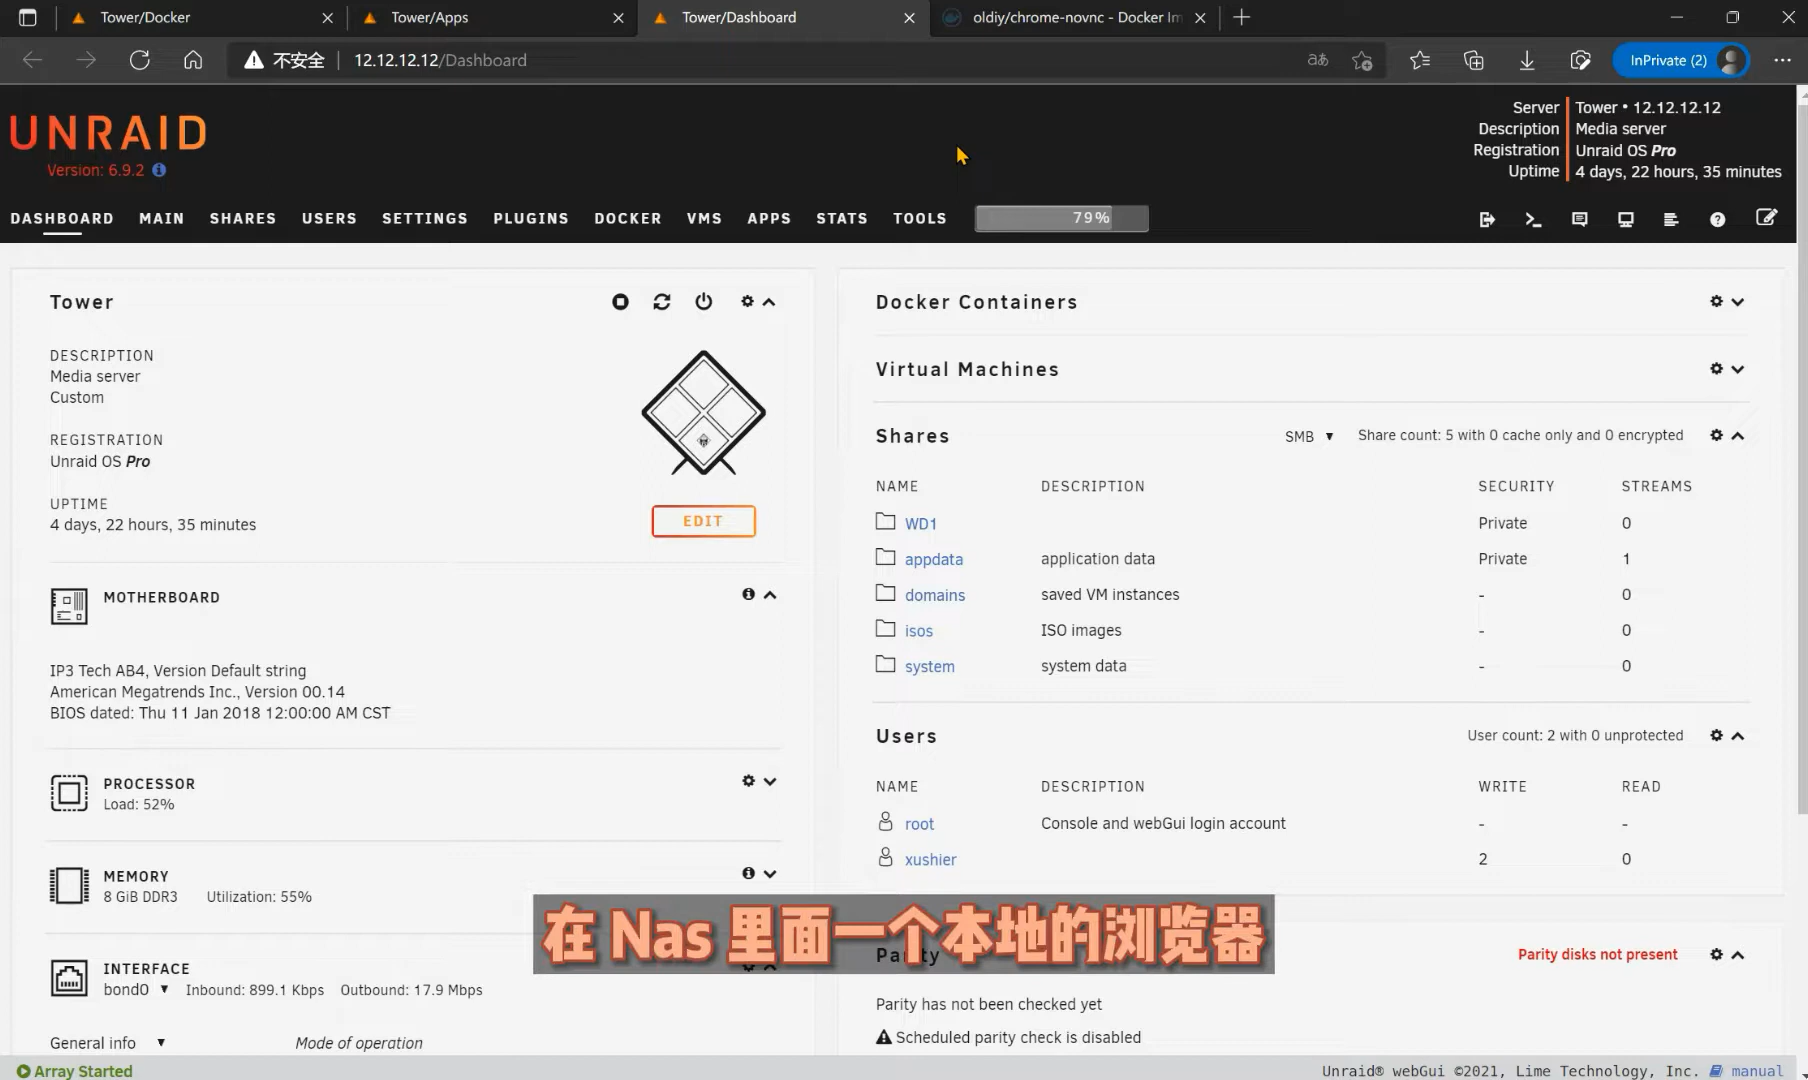 Tower/Docker
Tower/Apps
Tower/Dashboard
oldiy/chrome-novnc - Docker Im
不安全
12.12.12.12/Dashboard
aあ
InPrivate (2)
UNRAID
Version: 6.9.2
Server Tower • 12.12.12.12
Description Media server
Registration Unraid OS Pro
Uptime 4 days, 22 hours, 35 minutes
DASHBOARD MAIN SHARES USERS SETTINGS PLUGINS DOCKER VMS APPS STATS TOOLS 79%
Tower
DESCRIPTION
Media server
Custom
REGISTRATION
Unraid OS Pro
UPTIME
4 days, 22 hours, 35 minutes
EDIT
MOTHERBOARD
IP3 Tech AB4, Version Default string
American Megatrends Inc., Version 00.14
BIOS dated: Thu 11 Jan 2018 12:00:00 AM CST
PROCESSOR
Load: 52%
MEMORY
8 GiB DDR3 Utilization: 55%
INTERFACE
bond0 Inbound: 899.1 Kbps Outbound: 17.9 Mbps
General info Mode of operation
Docker Containers
Virtual Machines
Shares SMB Share count: 5 with 0 cache only and 0 encrypted
NAME DESCRIPTION SECURITY STREAMS
WD1 Private 0
appdata application data Private 1
domains saved VM instances - 0
isos ISO images - 0
system system data - 0
Users User count: 2 with 0 unprotected
NAME DESCRIPTION WRITE READ
root Console and webGui login account - -
xushier 2 0
在 Nas 里面一个本地的浏览器
Parity Parity disks not present
Parity has not been checked yet
Scheduled parity check is disabled
Array Started
Unraid® webGui ©2021, Lime Technology, Inc. manual